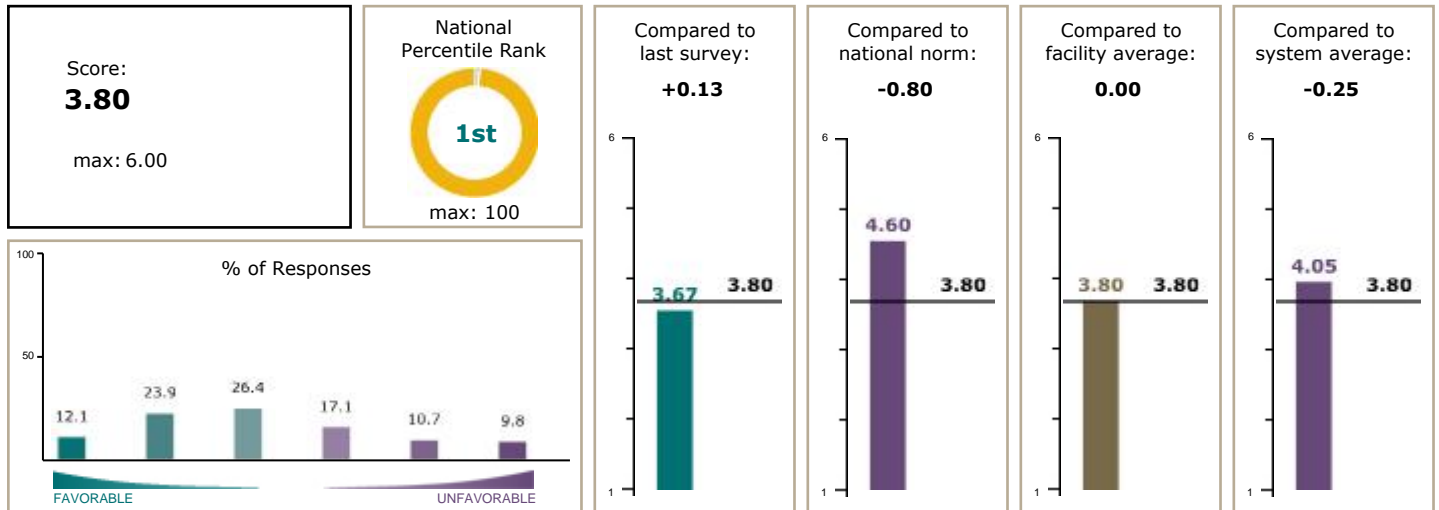 Score:
3.80
max: 6.00
National
Percentile Rank
1st
max: 100
% of Responses
100
50
12.1
23.9
26.4
17.1
10.7
9.8
FAVORABLE
UNFAVORABLE
Compared to
last survey:
+0.13
6
3.67
3.80
1
Compared to
national norm:
-0.80
6
4.60
3.80
1
Compared to
facility average:
0.00
6
3.80
3.80
1
Compared to
system average:
-0.25
6
4.05
3.80
1